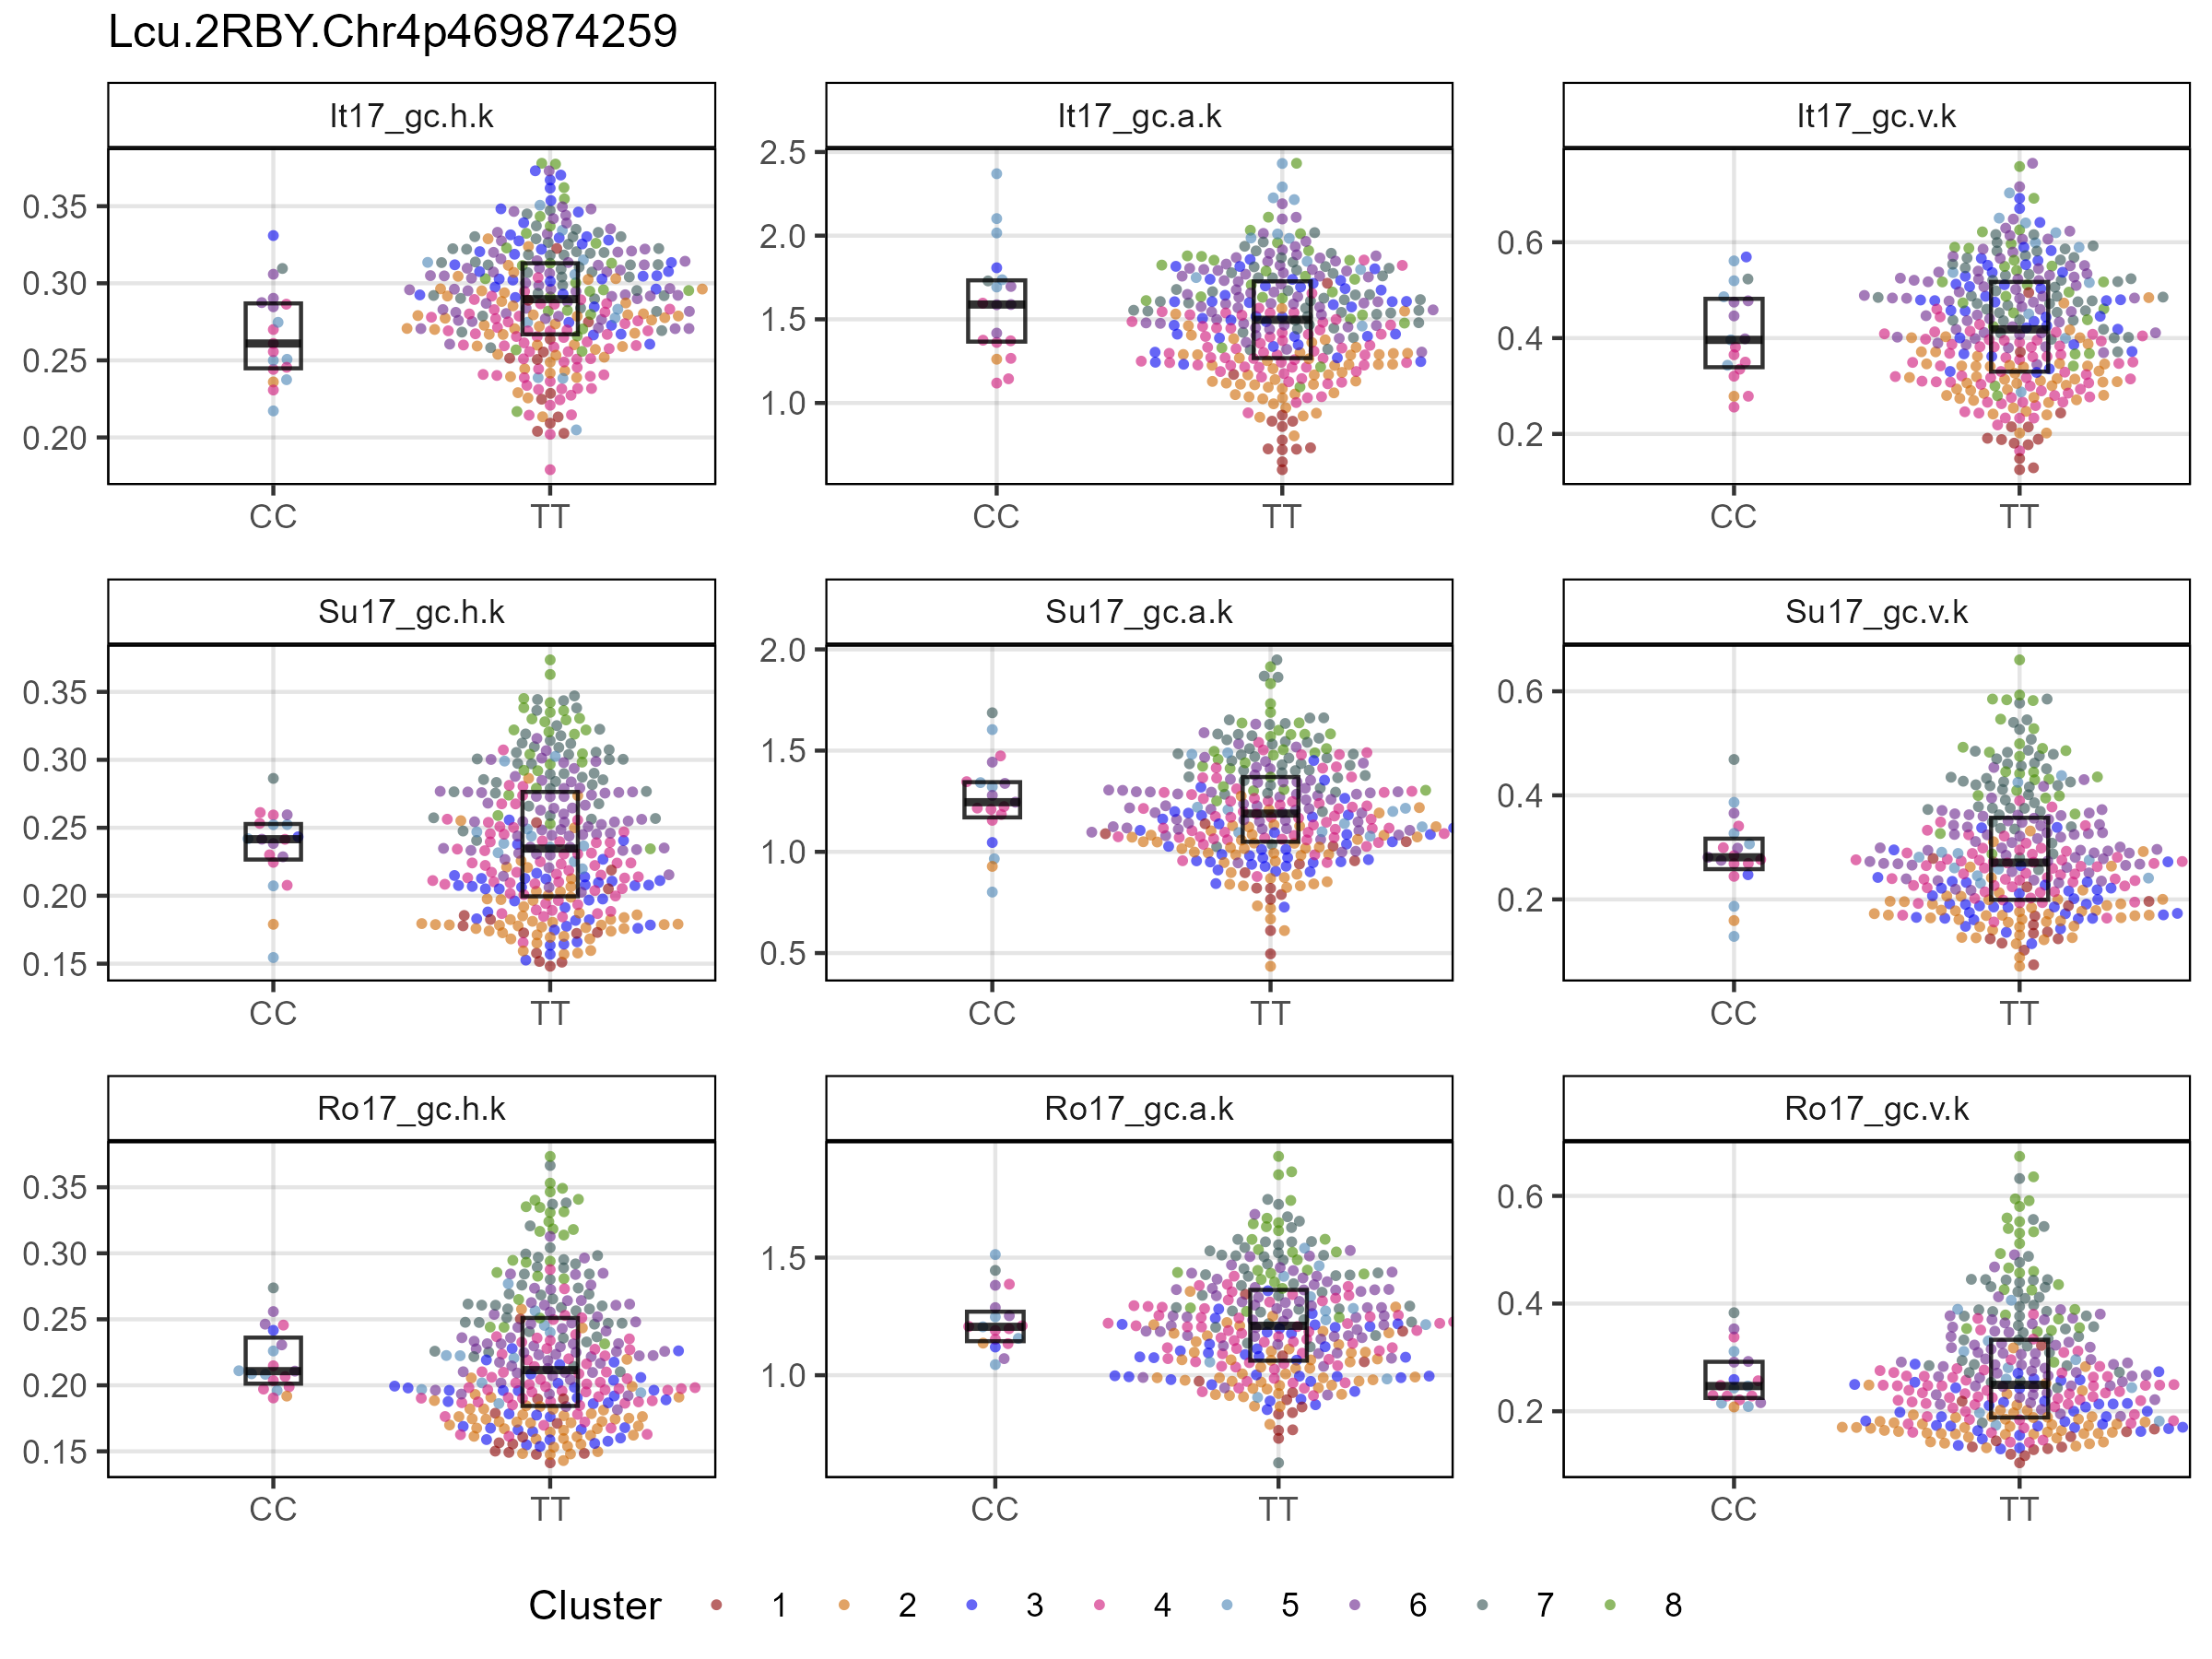 Lcu.2RBY.Chr4p469874259
It17_gc.h.k
It17_gc.a.k
It17_gc.v.k
0.35
0.30
0.25
0.20
2.5
2.0
1.5
1.0
0.6
0.4
0.2
CC
TT
CC
TT
CC
TT
Su17_gc.h.k
Su17_gc.a.k
Su17_gc.v.k
0.35
0.30
0.25
0.20
0.15
2.0
1.5
1.0
0.5
0.6
0.4
0.2
CC
TT
CC
TT
CC
TT
Ro17_gc.h.k
Ro17_gc.a.k
Ro17_gc.v.k
0.35
0.30
0.25
0.20
0.15
1.5
1.0
0.6
0.4
0.2
CC
TT
CC
TT
CC
TT
Cluster 1 2 3 4 5 6 7 8